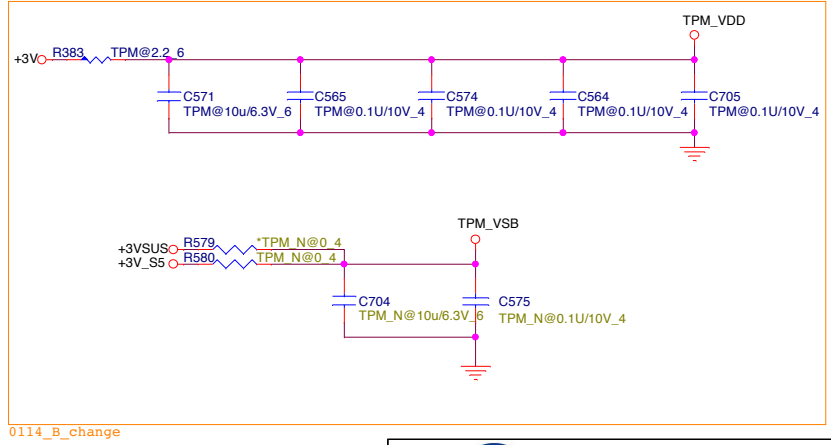 TPM_VDD
+3V R383 TPM@2.2_6
C571 C565 C574 C564 C705
TPM@10u/6.3V_6 TPM@0.1U/10V_4 TPM@0.1U/10V_4 TPM@0.1U/10V_4 TPM@0.1U/10V_4
TPM_VSB
+3VSUS R579 *TPM_N@0_4
+3V_S5 R580 TPM_N@0_4
C704 C575
TPM_N@10u/6.3V_6 TPM_N@0.1U/10V_4
0114_B_change